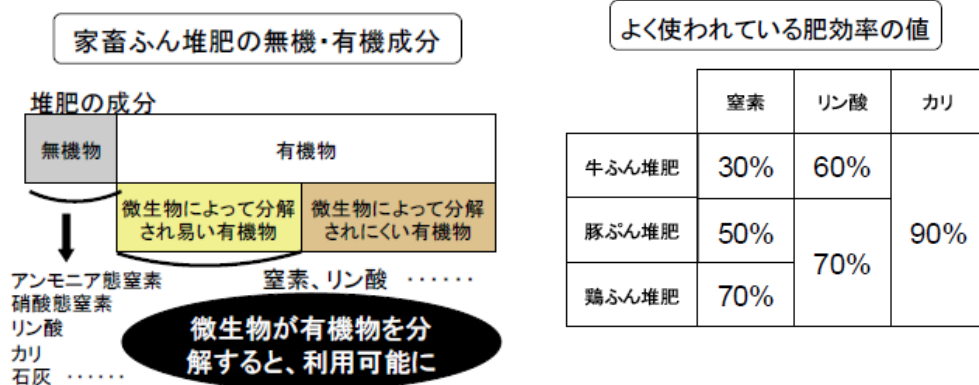 家畜ふん堆肥の無機・有機成分
堆肥の成分
無機物
有機物
微生物によって分解
され易い有機物
微生物によって分解
されにくい有機物
アンモニア態窒素
硝酸態窒素
リン酸
カリ
石灰 ‥‥‥
窒素、リン酸 ‥‥‥
微生物が有機物を分
解すると、利用可能に
よく使われている肥効率の値
窒素 リン酸 カリ
牛ふん堆肥 30% 60%
豚ぷん堆肥 50%
70% 90%
鶏ふん堆肥 70%